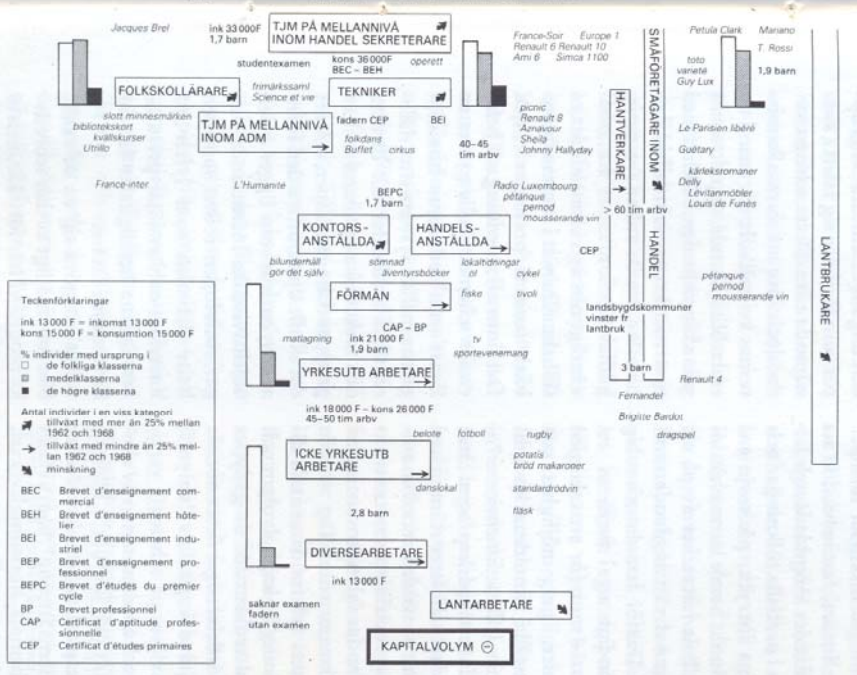 Jacques Brel
ink 33 000F
1,7 barn
TJM PÅ MELLANNIVÅ
INOM HANDEL SEKRETERARE
studentexamen
kons 36 000F
BEC – BEH
operett
FOLKSKOLLÄRARE
frimärkssaml
Science et vie
TEKNIKER
slott minnesmärken
bibliotekskort
kvällskurser
Utrillo
TJM PÅ MELLANNIVÅ
INOM ADM
fadern CEP
BEI
folkdans
Buffet cirkus
40–45
tim arbv
France-Soir Europe 1
Renault 6 Renault 10
Ami 6 Simca 1100
picnic
Renault 8
Aznavour
Sheila
Johnny Hallyday
HANTVERKARE
SMÅFÖRETAGARE INOM
HANDEL
Petula Clark Mariano
T. Rossi
toto
varieté
Guy Lux
1,9 barn
Le Parisien libéré
Guétary
kärleksromaner
Delly
Lévitanmöbler
Louis de Funès
LANTBRUKARE
France-inter
L'Humanité
BEPC
1,7 barn
Radio Luxembourg
pétanque
pernod
mousserande vin
> 60 tim arbv
KONTORS-
ANSTÄLLDA
HANDELS-
ANSTÄLLDA
CEP
bilunderhåll
gör det själv
sömnad
äventyrsböcker
lokaltidningar
öl cykel
pétanque
pernod
mousserande vin
FÖRMÄN
fiske tivoli
landsbygdskommuner
vinster fr
lantbruk
matlagning
CAP – BP
ink 21 000 F
1,9 barn
tv
sportevenemang
YRKESUTB ARBETARE
3 barn
Renault 4
Fernandel
Brigitte Bardot
dragspel
ink 18 000 F – kons 26 000 F
45–50 tim arbv
belote fotboll rugby
ICKE YRKESUTB
ARBETARE
potatis
bröd makaroner
danslokal
standardrödvin
2,8 barn
fläsk
DIVERSEARBETARE
ink 13 000 F
saknar examen
fadern
utan examen
LANTARBETARE
KAPITALVOLYM ⊖
Teckenförklaringar
ink 13 000 F = inkomst 13 000 F
kons 15 000 F = konsumtion 15 000 F
% individer med ursprung i
de folkliga klasserna
medelklasserna
de högre klasserna
Antal individer i en viss kategori
tillväxt med mer än 25% mellan
1962 och 1968
tillväxt med mindre än 25% mel-
lan 1962 och 1968
minskning
BEC Brevet d'enseignement com-
mercial
BEH Brevet d'enseignement hôte-
lier
BEI Brevet d'enseignement indu-
striel
BEP Brevet d'enseignement pro-
fessionnel
BEPC Brevet d'études du premier
cycle
BP Brevet professionnel
CAP Certificat d'aptitude profes-
sionnelle
CEP Certificat d'études primaires